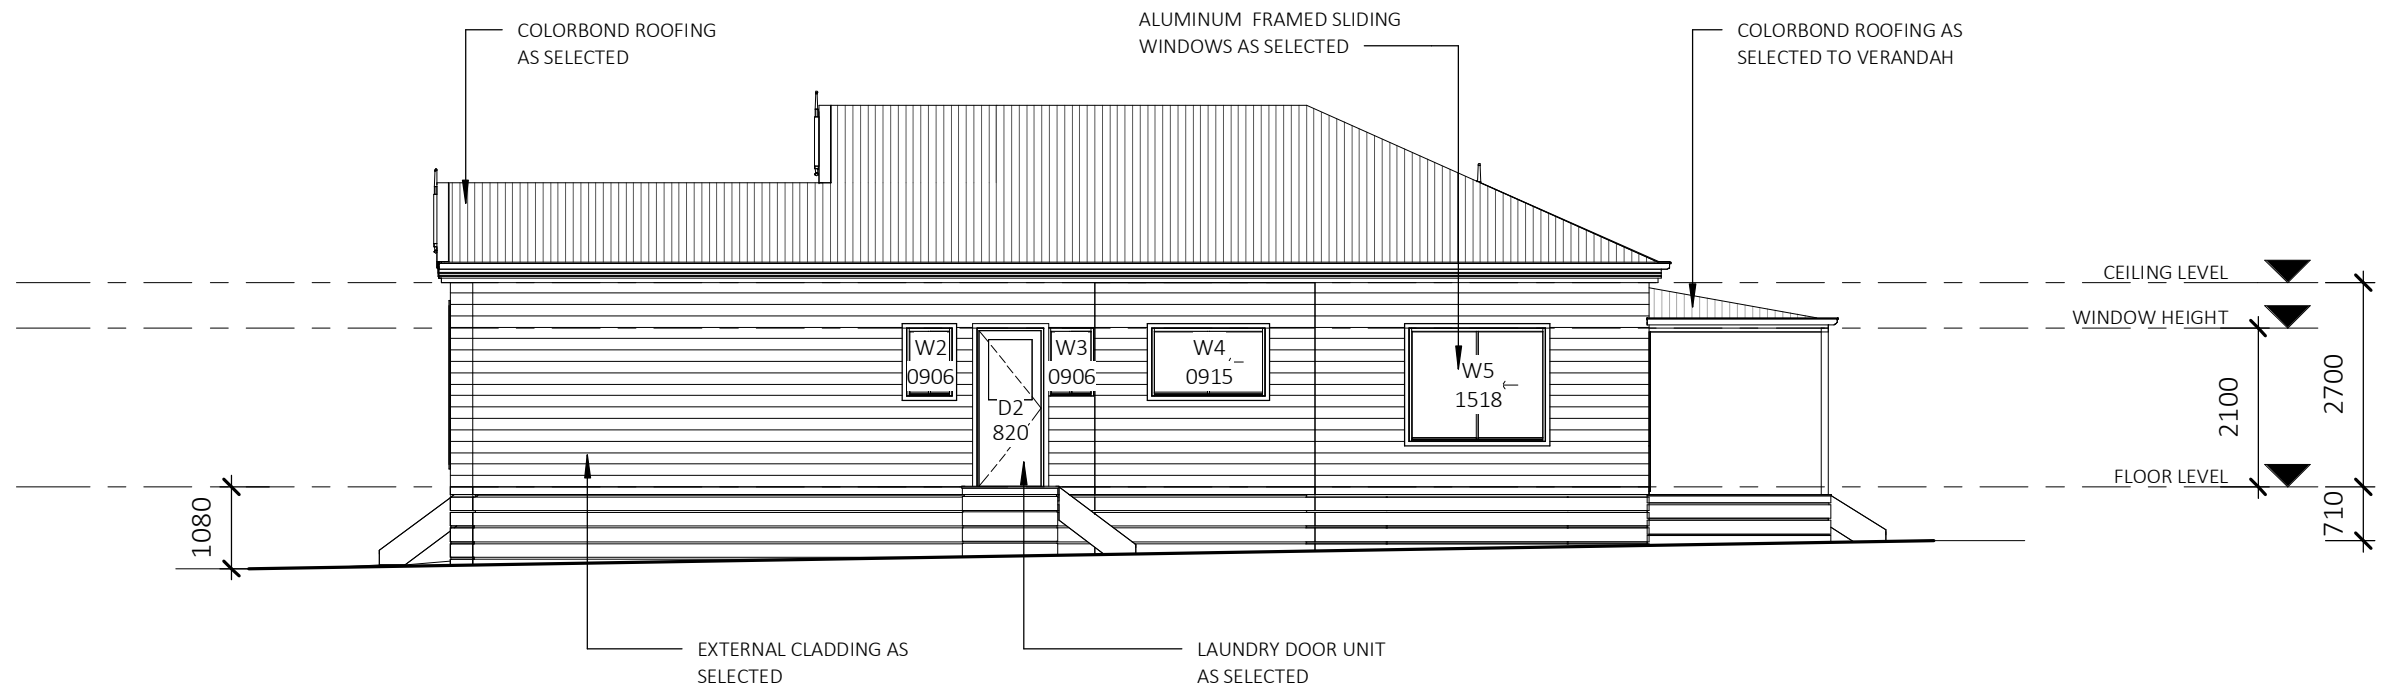 COLORBOND ROOFING
AS SELECTED
ALUMINUM FRAMED SLIDING
WINDOWS AS SELECTED
COLORBOND ROOFING AS
SELECTED TO VERANDAH
CEILING LEVEL
WINDOW HEIGHT
FLOOR LEVEL
2100
2700
710
1080
W2
0906
D2
820
W3
0906
W4
0915
W5
1518
EXTERNAL CLADDING AS
SELECTED
LAUNDRY DOOR UNIT
AS SELECTED